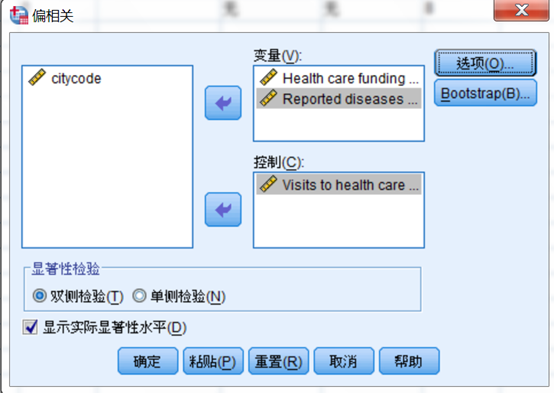 偏相关
变量(V):
citycode
Health care funding ...
Reported diseases ...
选项(O)...
Bootstrap(B)...
控制(C):
Visits to health care ...
显著性检验
双侧检验(T) 单侧检验(N)
显示实际显著性水平(D)
确定 粘贴(P) 重置(R) 取消 帮助